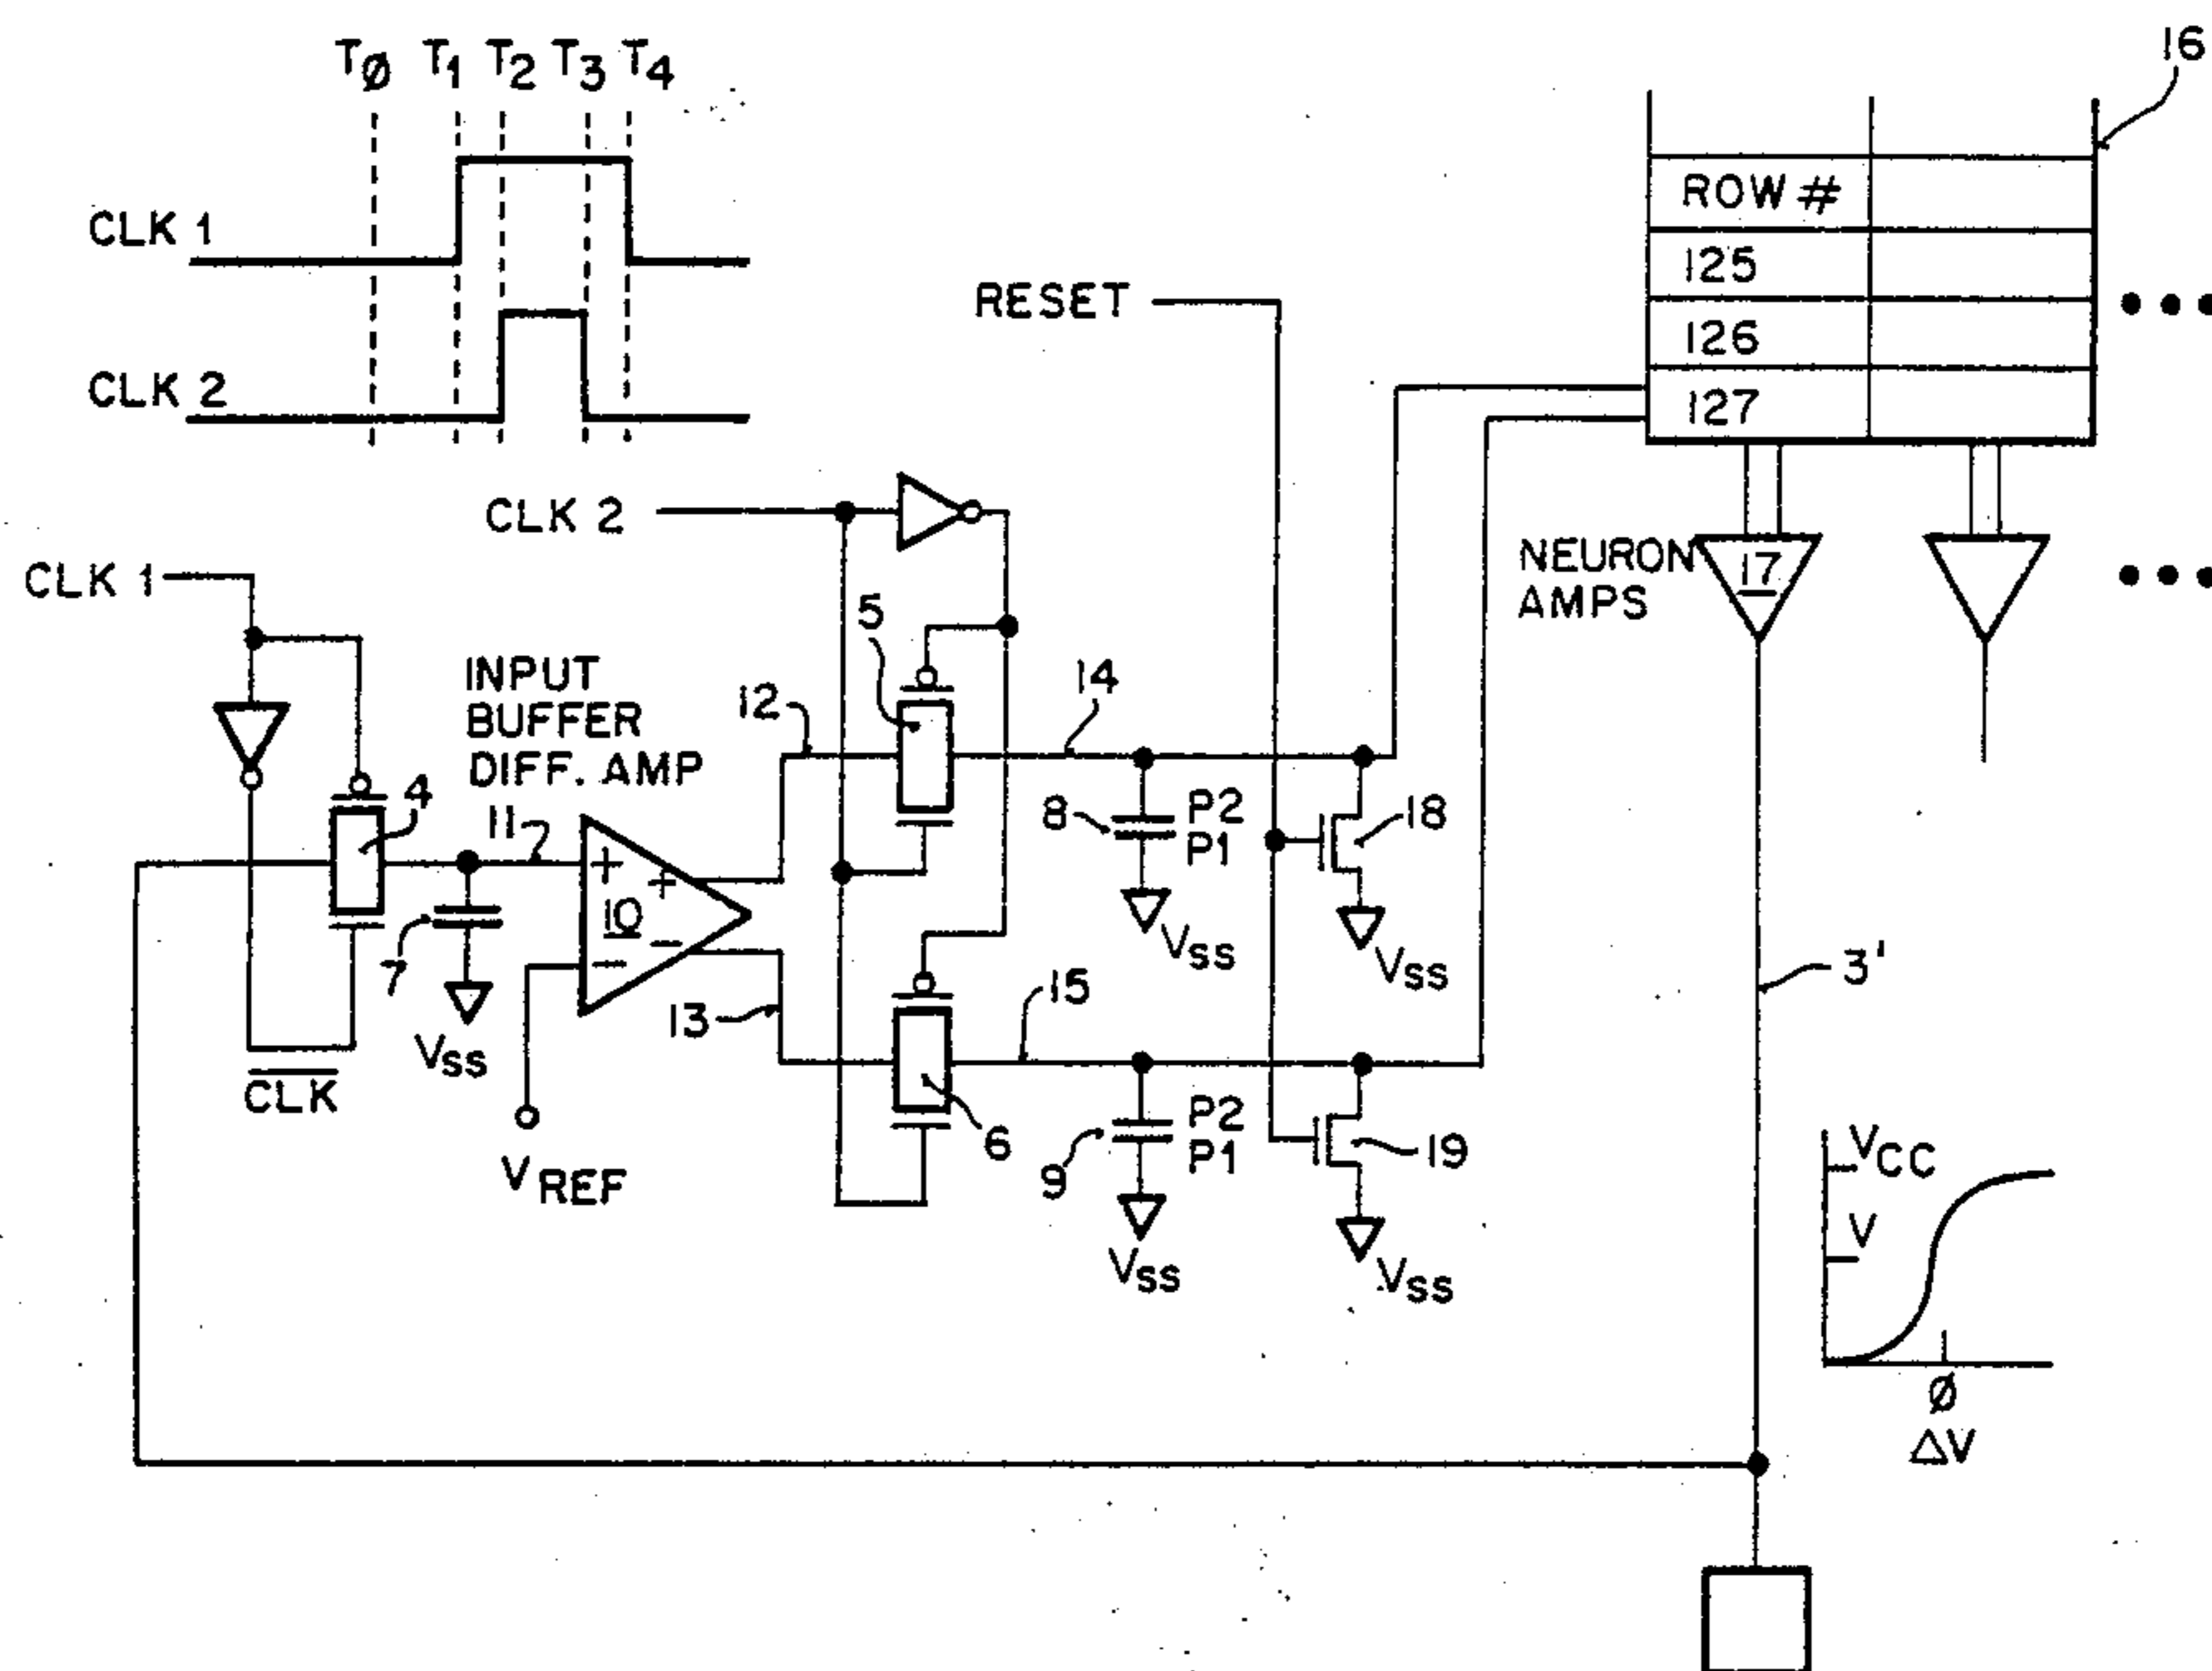 TØ T1 T2 T3 T4
16
CLK 1
ROW #
125
RESET
126
CLK 2
127
CLK 2
CLK 1
NEURON AMPS
17
5
INPUT
BUFFER
DIFF. AMP
12
14
4
11
8
P2
P1
18
+
+
10
−
−
7
VSS
VSS
3'
13
15
VSS
CLK
VREF
6
9
P2
P1
19
VCC
V
VSS
VSS
Ø
ΔV